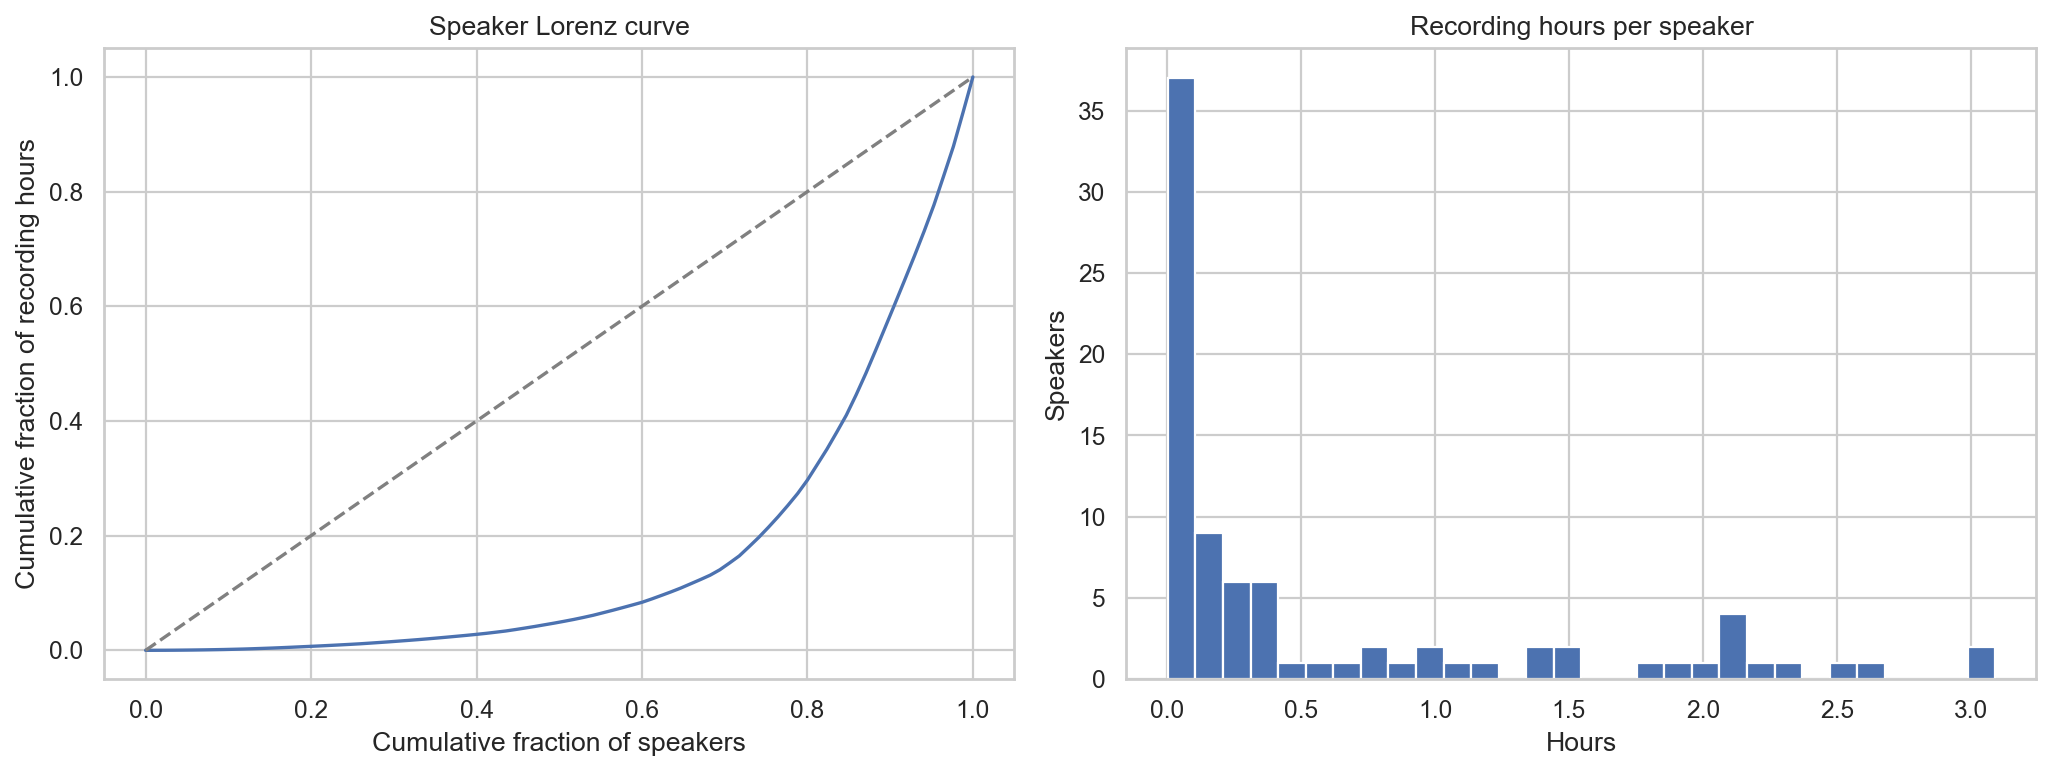 Speaker Lorenz curve
Cumulative fraction of recording hours
1.0
0.8
0.6
0.4
0.2
0.0
0.0 0.2 0.4 0.6 0.8 1.0
Cumulative fraction of speakers
Recording hours per speaker
Speakers
35
30
25
20
15
10
5
0
0.0 0.5 1.0 1.5 2.0 2.5 3.0
Hours